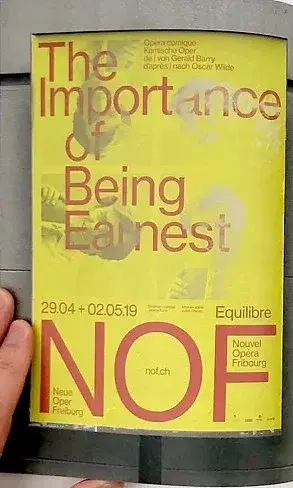 The
Importance
of
Being
Earnest
Opéra comique
Komische Oper
de | von Gerald Barry
d'après | nach Oscar Wilde
29.04 + 02.05.19
Equilibre
NOF
nof.ch
Nouvel
Opéra
Fribourg
Neue
Oper
Freiburg